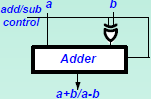 add/sub a b
control
Adder
a+b/a-b